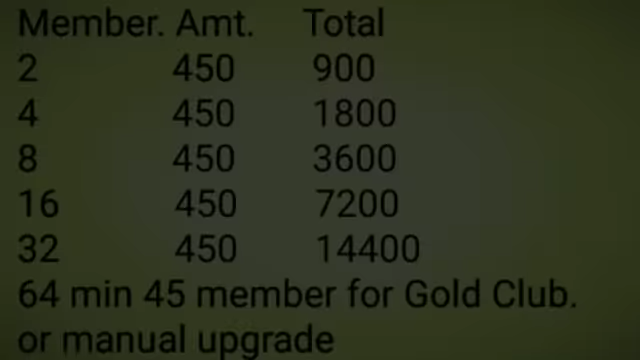 Member. Amt. Total
2 450 900
4 450 1800
8 450 3600
16 450 7200
32 450 14400
64 min 45 member for Gold Club.
or manual upgrade